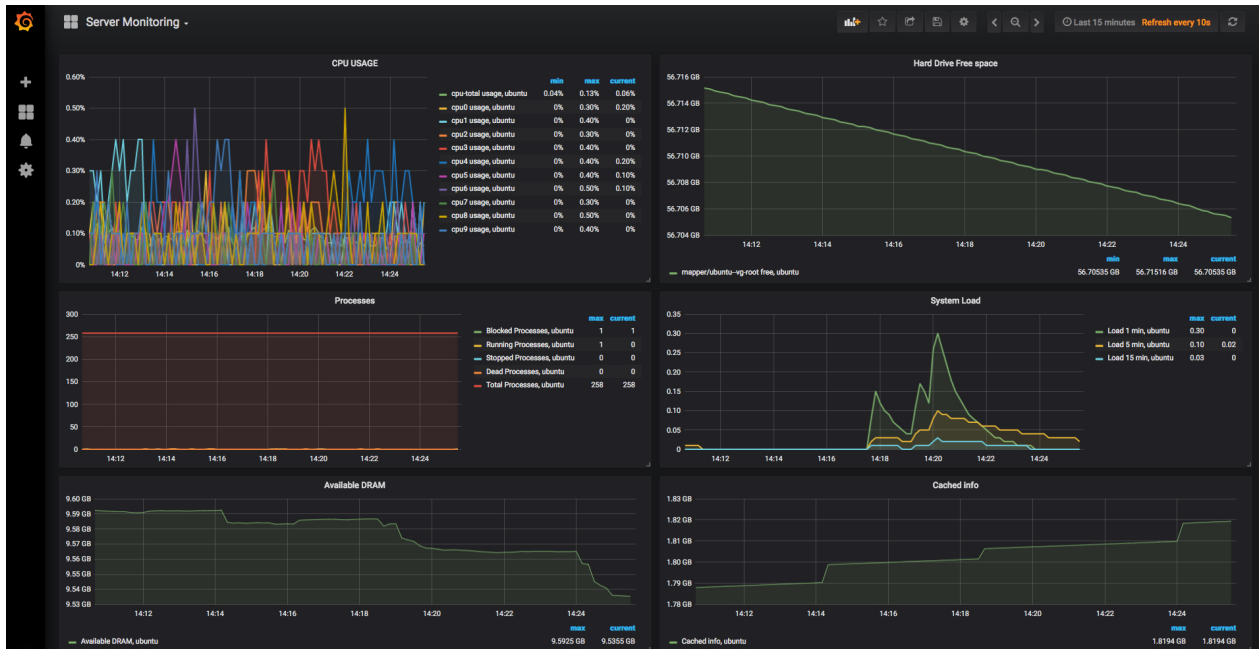 Server Monitoring
Last 15 minutes Refresh every 10s
CPU USAGE
0.60%
0.50%
0.40%
0.30%
0.20%
0.10%
0%
14:12 14:14 14:16 14:18 14:20 14:22 14:24
min max current
cpu-total usage, ubuntu 0.04% 0.13% 0.06%
cpu0 usage, ubuntu 0% 0.30% 0.20%
cpu1 usage, ubuntu 0% 0.40% 0%
cpu2 usage, ubuntu 0% 0.30% 0%
cpu3 usage, ubuntu 0% 0.40% 0%
cpu4 usage, ubuntu 0% 0.40% 0.20%
cpu5 usage, ubuntu 0% 0.40% 0.10%
cpu6 usage, ubuntu 0% 0.50% 0.10%
cpu7 usage, ubuntu 0% 0.30% 0%
cpu8 usage, ubuntu 0% 0.50% 0%
cpu9 usage, ubuntu 0% 0.40% 0%
Hard Drive Free space
56.716 GB
56.714 GB
56.712 GB
56.710 GB
56.708 GB
56.706 GB
56.704 GB
14:12 14:14 14:16 14:18 14:20 14:22 14:24
min max current
mapper/ubuntu--vg-root free, ubuntu 56.70535 GB 56.71516 GB 56.70535 GB
Processes
300
250
200
150
100
50
0
14:12 14:14 14:16 14:18 14:20 14:22 14:24
max current
Blocked Processes, ubuntu 1 1
Running Processes, ubuntu 1 0
Stopped Processes, ubuntu 0 0
Dead Processes, ubuntu 0 0
Total Processes, ubuntu 258 258
System Load
0.35
0.30
0.25
0.20
0.15
0.10
0.05
0
14:12 14:14 14:16 14:18 14:20 14:22 14:24
max current
Load 1 min, ubuntu 0.30 0
Load 5 min, ubuntu 0.10 0.02
Load 15 min, ubuntu 0.03 0
Available DRAM
9.60 GB
9.59 GB
9.58 GB
9.57 GB
9.56 GB
9.55 GB
9.54 GB
9.53 GB
14:12 14:14 14:16 14:18 14:20 14:22 14:24
max current
Available DRAM, ubuntu 9.5925 GB 9.5355 GB
Cached info
1.83 GB
1.82 GB
1.81 GB
1.80 GB
1.79 GB
1.78 GB
14:12 14:14 14:16 14:18 14:20 14:22 14:24
max current
Cached info, ubuntu 1.8194 GB 1.8194 GB